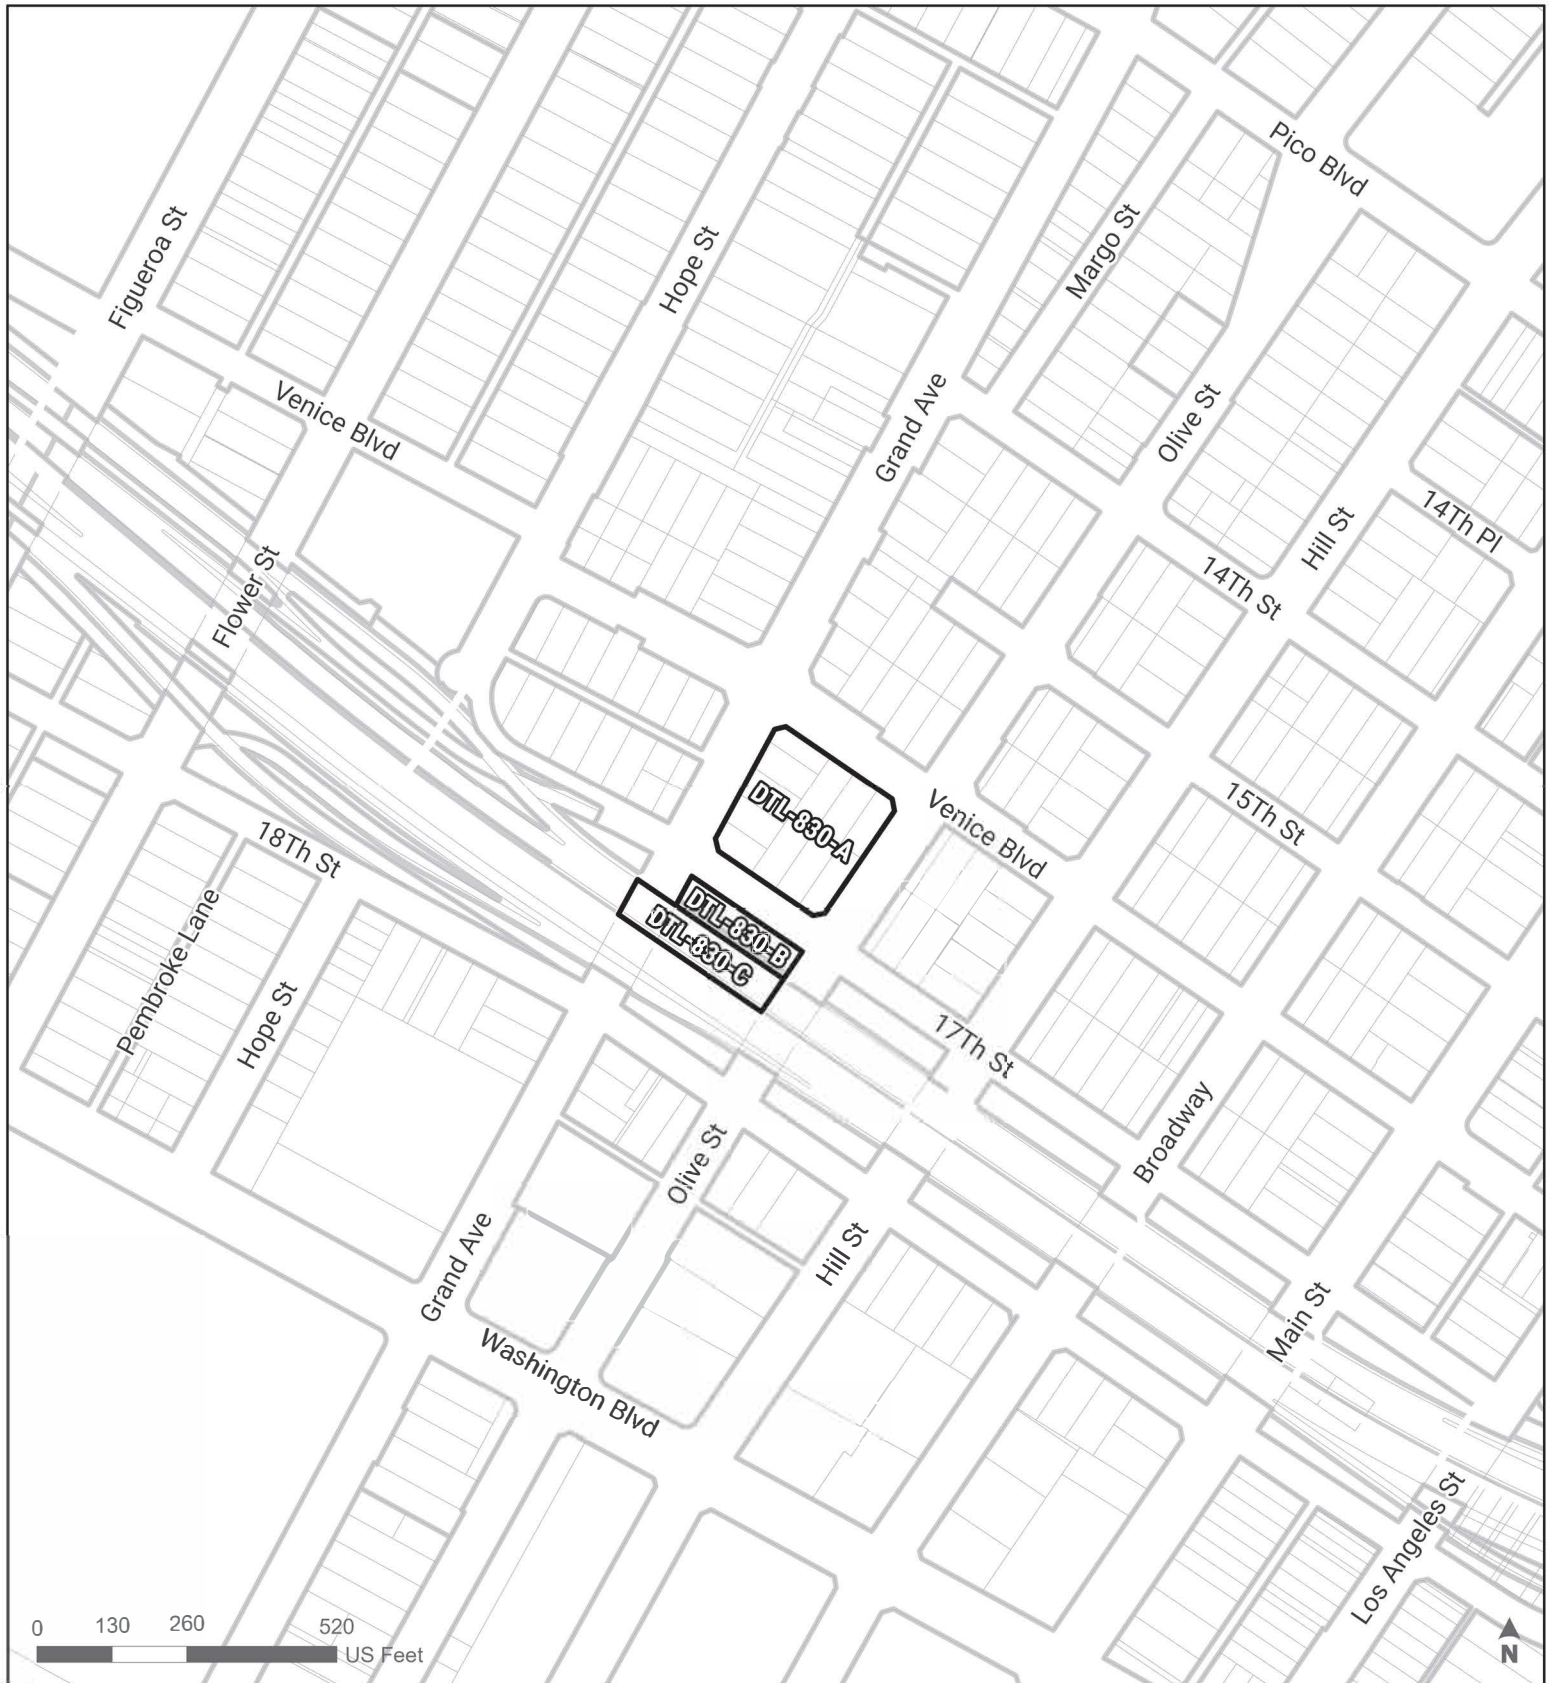 Pico Blvd
Figueroa St
Hope St
Margo St
Venice Blvd
Grand Ave
Olive St
14Th Pl
Hill St
14Th St
Flower St
DTL-830-A
Venice Blvd
15Th St
18Th St
DTL-830-B
DTL-830-C
Pembroke Lane
Hope St
17Th St
Broadway
Olive St
Grand Ave
Hill St
Main St
Washington Blvd
Los Angeles St
0 130 260 520
US Feet
N